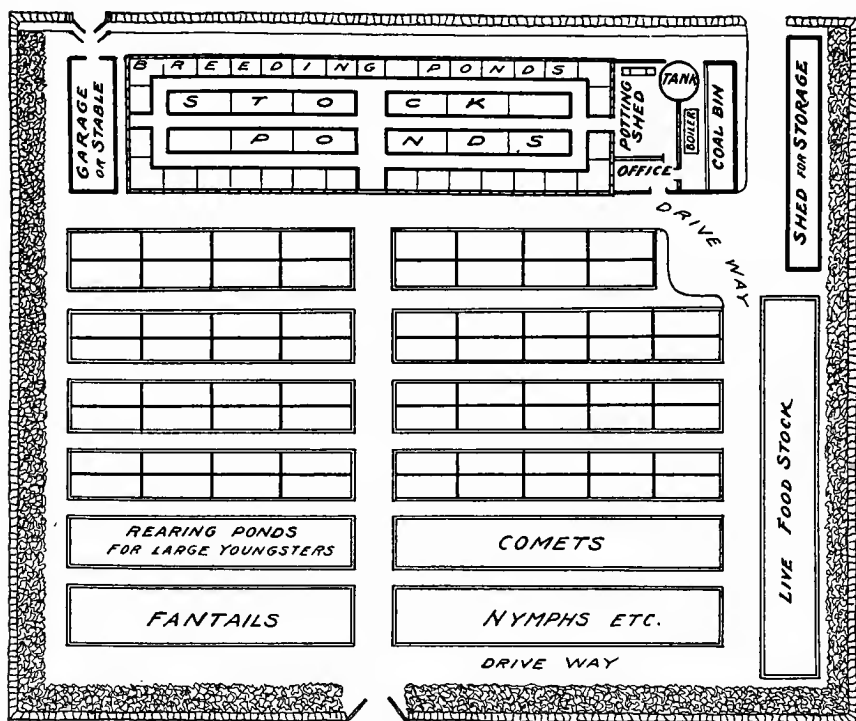 BREEDING PONDS
STOCK
PONDS
GARAGE
OR STABLE
POTTING
SHED
TANK
BOILER
COAL BIN
OFFICE
SHED FOR STORAGE
DRIVE WAY
LIVE FOOD STOCK
REARING PONDS
FOR LARGE YOUNGSTERS
COMETS
FANTAILS
NYMPHS ETC.
DRIVE WAY